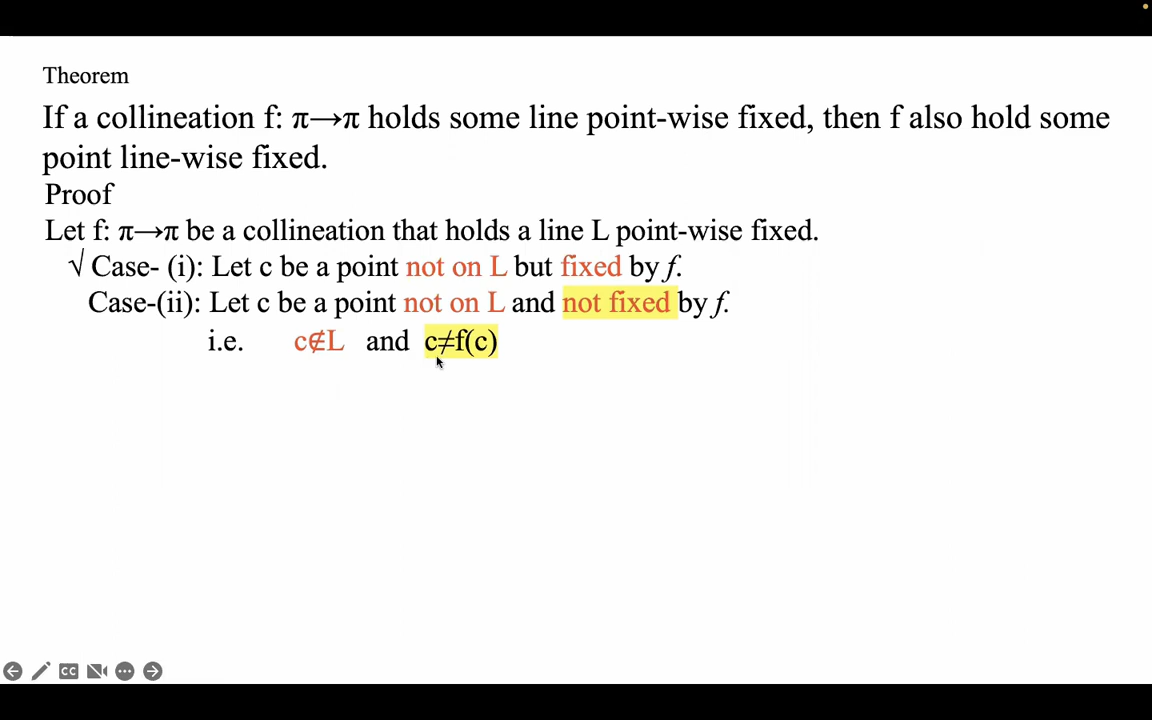 Theorem
If a collineation f: π→π holds some line point-wise fixed, then f also hold some
point line-wise fixed.
Proof
Let f: π→π be a collineation that holds a line L point-wise fixed.
√ Case- (i): Let c be a point not on L but fixed by f.
Case-(ii): Let c be a point not on L and not fixed by f.
i.e. c∉L and c≠f(c)
CC